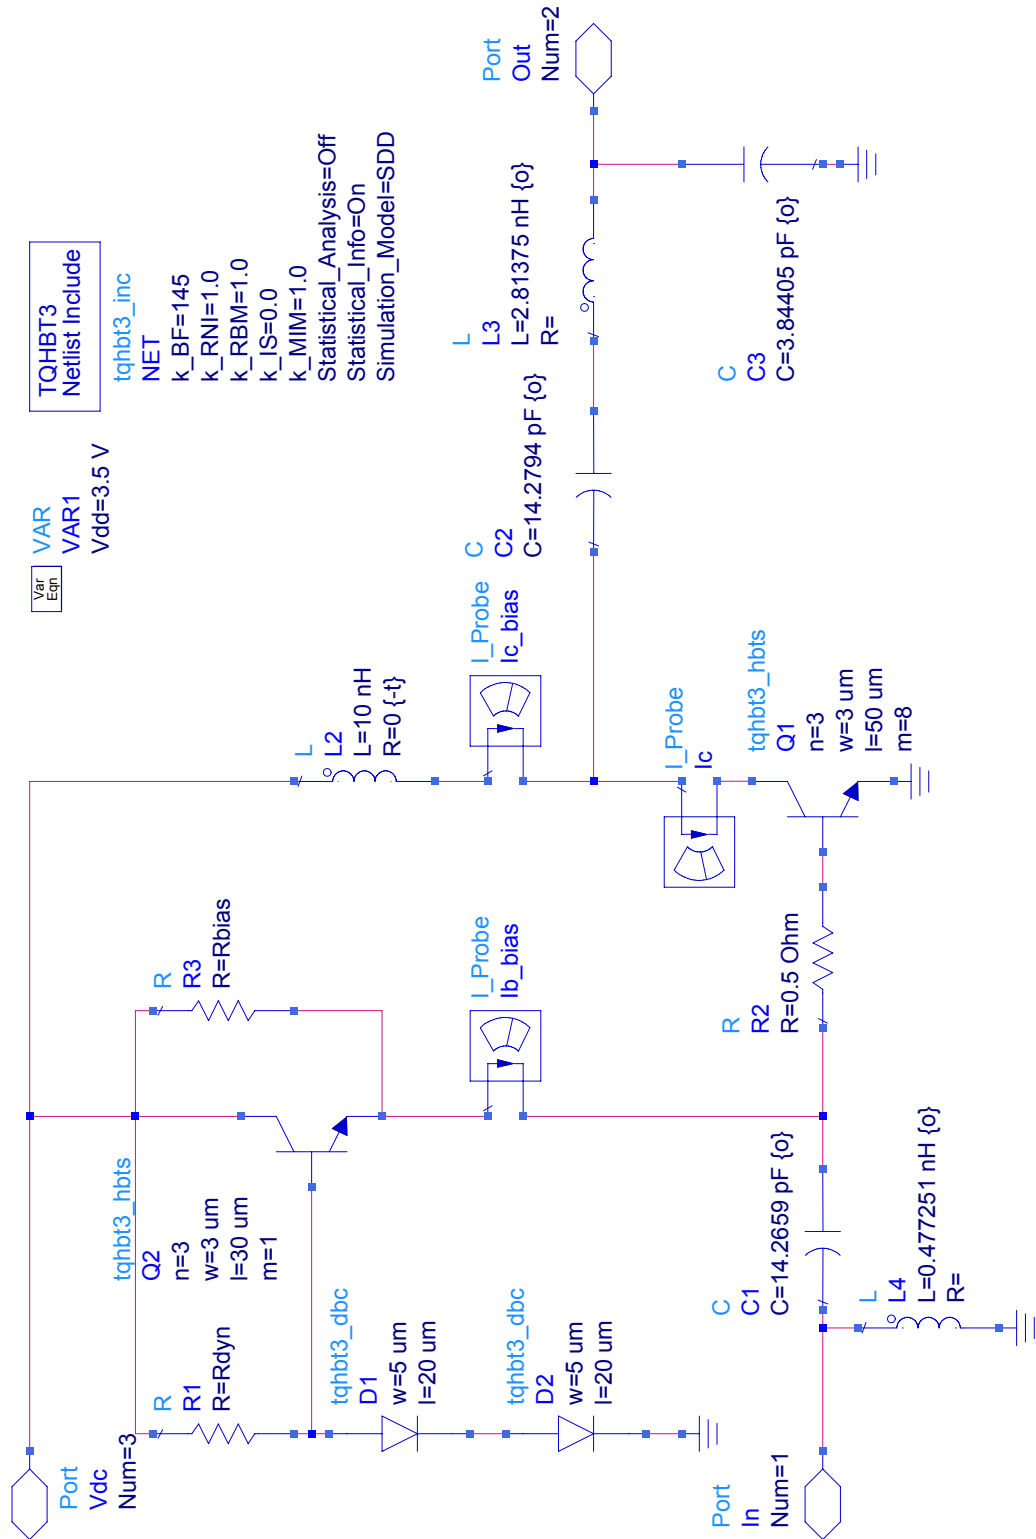 Var
Eqn
VAR
VAR1
Vdd=3.5 V
TQHBT3
Netlist Include
tqhbt3_inc
NET
k_BF=145
k_RNI=1.0
k_RBM=1.0
k_IS=0.0
k_MIM=1.0
Statistical_Analysis=Off
Statistical_Info=On
Simulation_Model=SDD
Port
Vdc
Num=3
R
R1
R=Rdyn
tqhbt3_hbts
Q2
n=3
w=3 um
l=30 um
m=1
R
R3
R=Rbias
L
L2
L=10 nH
R=0 {-t}
tqhbt3_dbc
D1
w=5 um
l=20 um
tqhbt3_dbc
D2
w=5 um
l=20 um
I_Probe
Ib_bias
I_Probe
Ic_bias
C
C2
C=14.2794 pF {o}
L
L3
L=2.81375 nH {o}
R=
Port
Out
Num=2
I_Probe
Ic
tqhbt3_hbts
Q1
n=3
w=3 um
l=50 um
m=8
C
C3
C=3.84405 pF {o}
Port
In
Num=1
C
C1
C=14.2659 pF {o}
L
L4
L=0.477251 nH {o}
R=
R
R2
R=0.5 Ohm